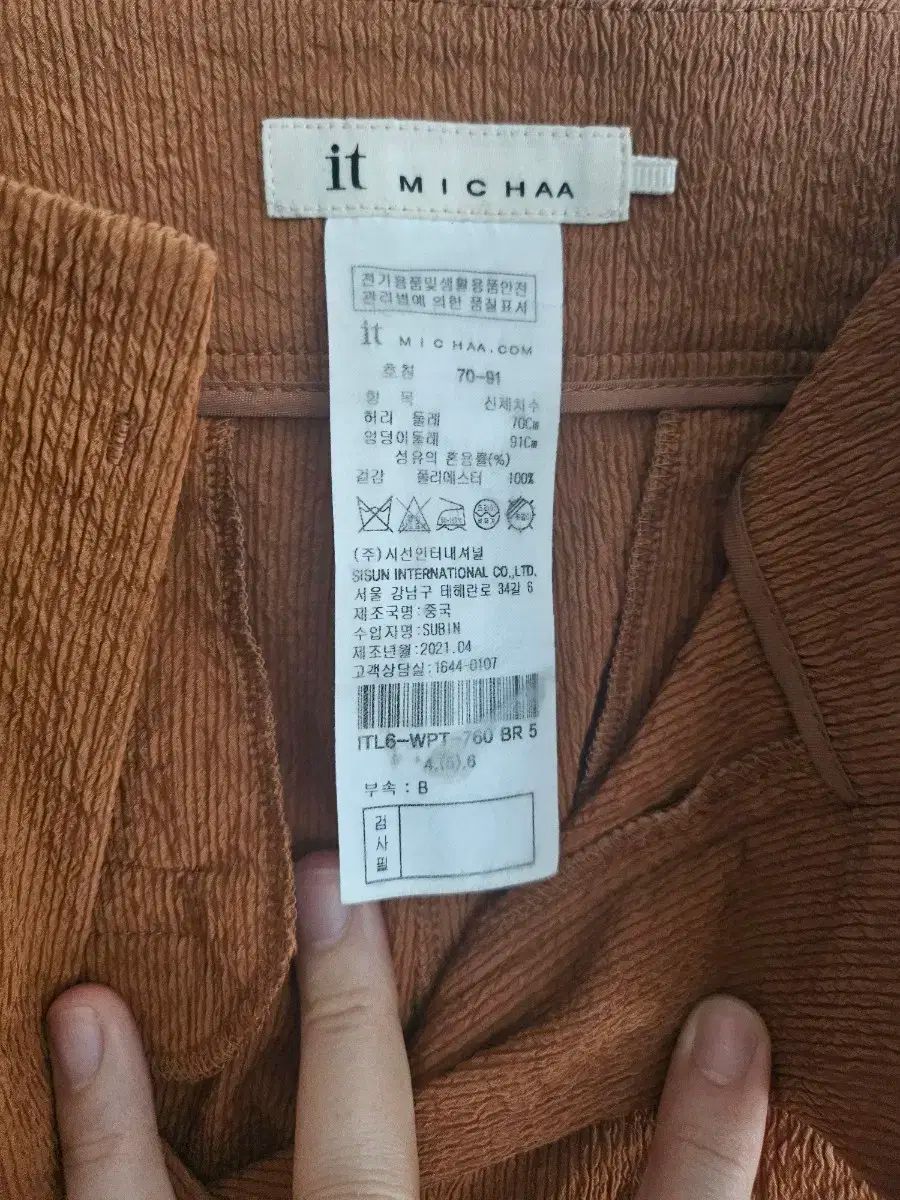 it MICHAA
전기용품및생활용품안전
관리법에 의한 품질표시
it MICHAA.COM
호칭 70-91
항 목 신체치수
허리 둘레 70Cm
엉덩이둘레 91Cm
섬유의 혼용률(%)
겉감 폴리에스터 100%
(주)시선인터내셔널
SISUN INTERNATIONAL CO.,LTD.
서울 강남구 테헤란로 34길 6
제조국명:중국
수입자명:SUBIN
제조년월:2021.04
고객상담실:1644-0107
ITL6-WPT-760 BR 5
4,(5),6
부속 : B
검
사
필